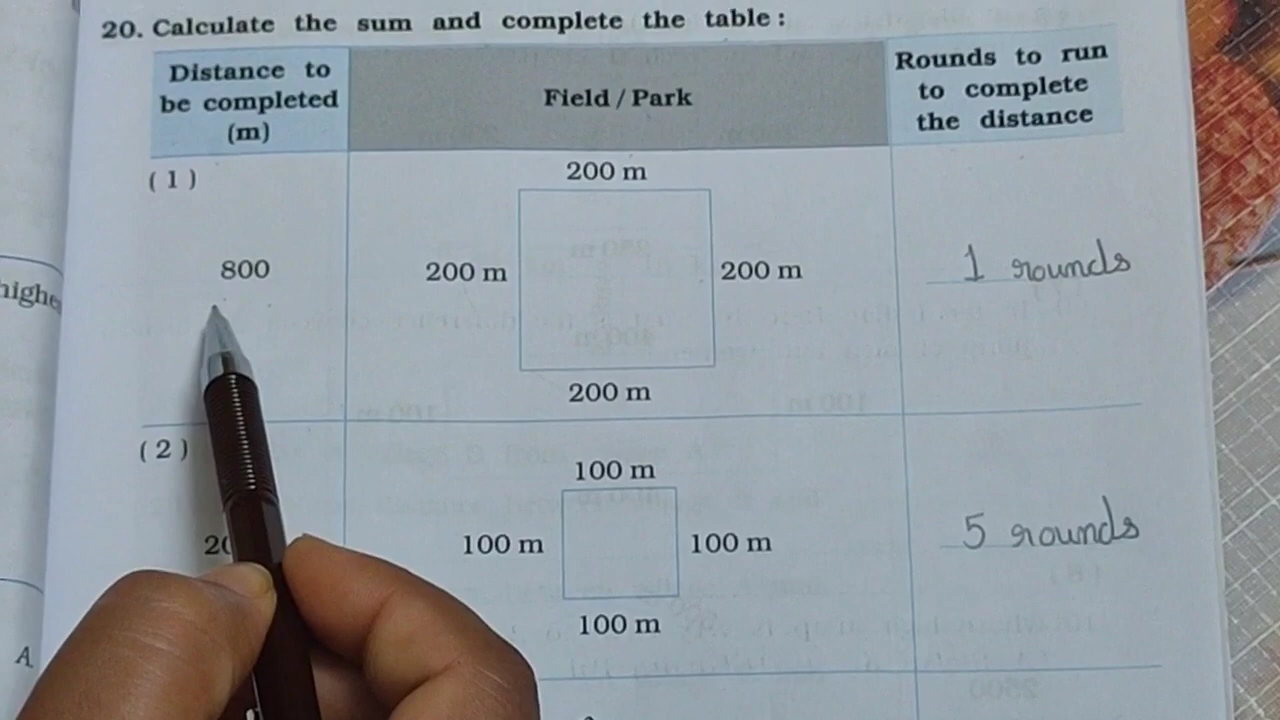 20. Calculate the sum and complete the table :
Distance to
be completed
(m)
Field / Park
Rounds to run
to complete
the distance
( 1 )
200 m
800
200 m
200 m
1 rounds
200 m
( 2 )
100 m
100 m
100 m
5 rounds
100 m
A